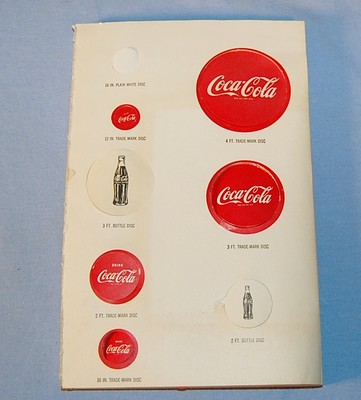 16 IN. PLAIN WHITE DISC
Coca-Cola
12 IN. TRADE MARK DISC
3 FT. BOTTLE DISC
DRINK
Coca-Cola
2 FT. TRADE-MARK DISC
Coca-Cola
16 IN. TRADE-MARK DISC
Coca-Cola
4 FT. TRADE MARK DISC
Coca-Cola
3 FT. TRADE-MARK DISC
2 FT. BOTTLE DISC